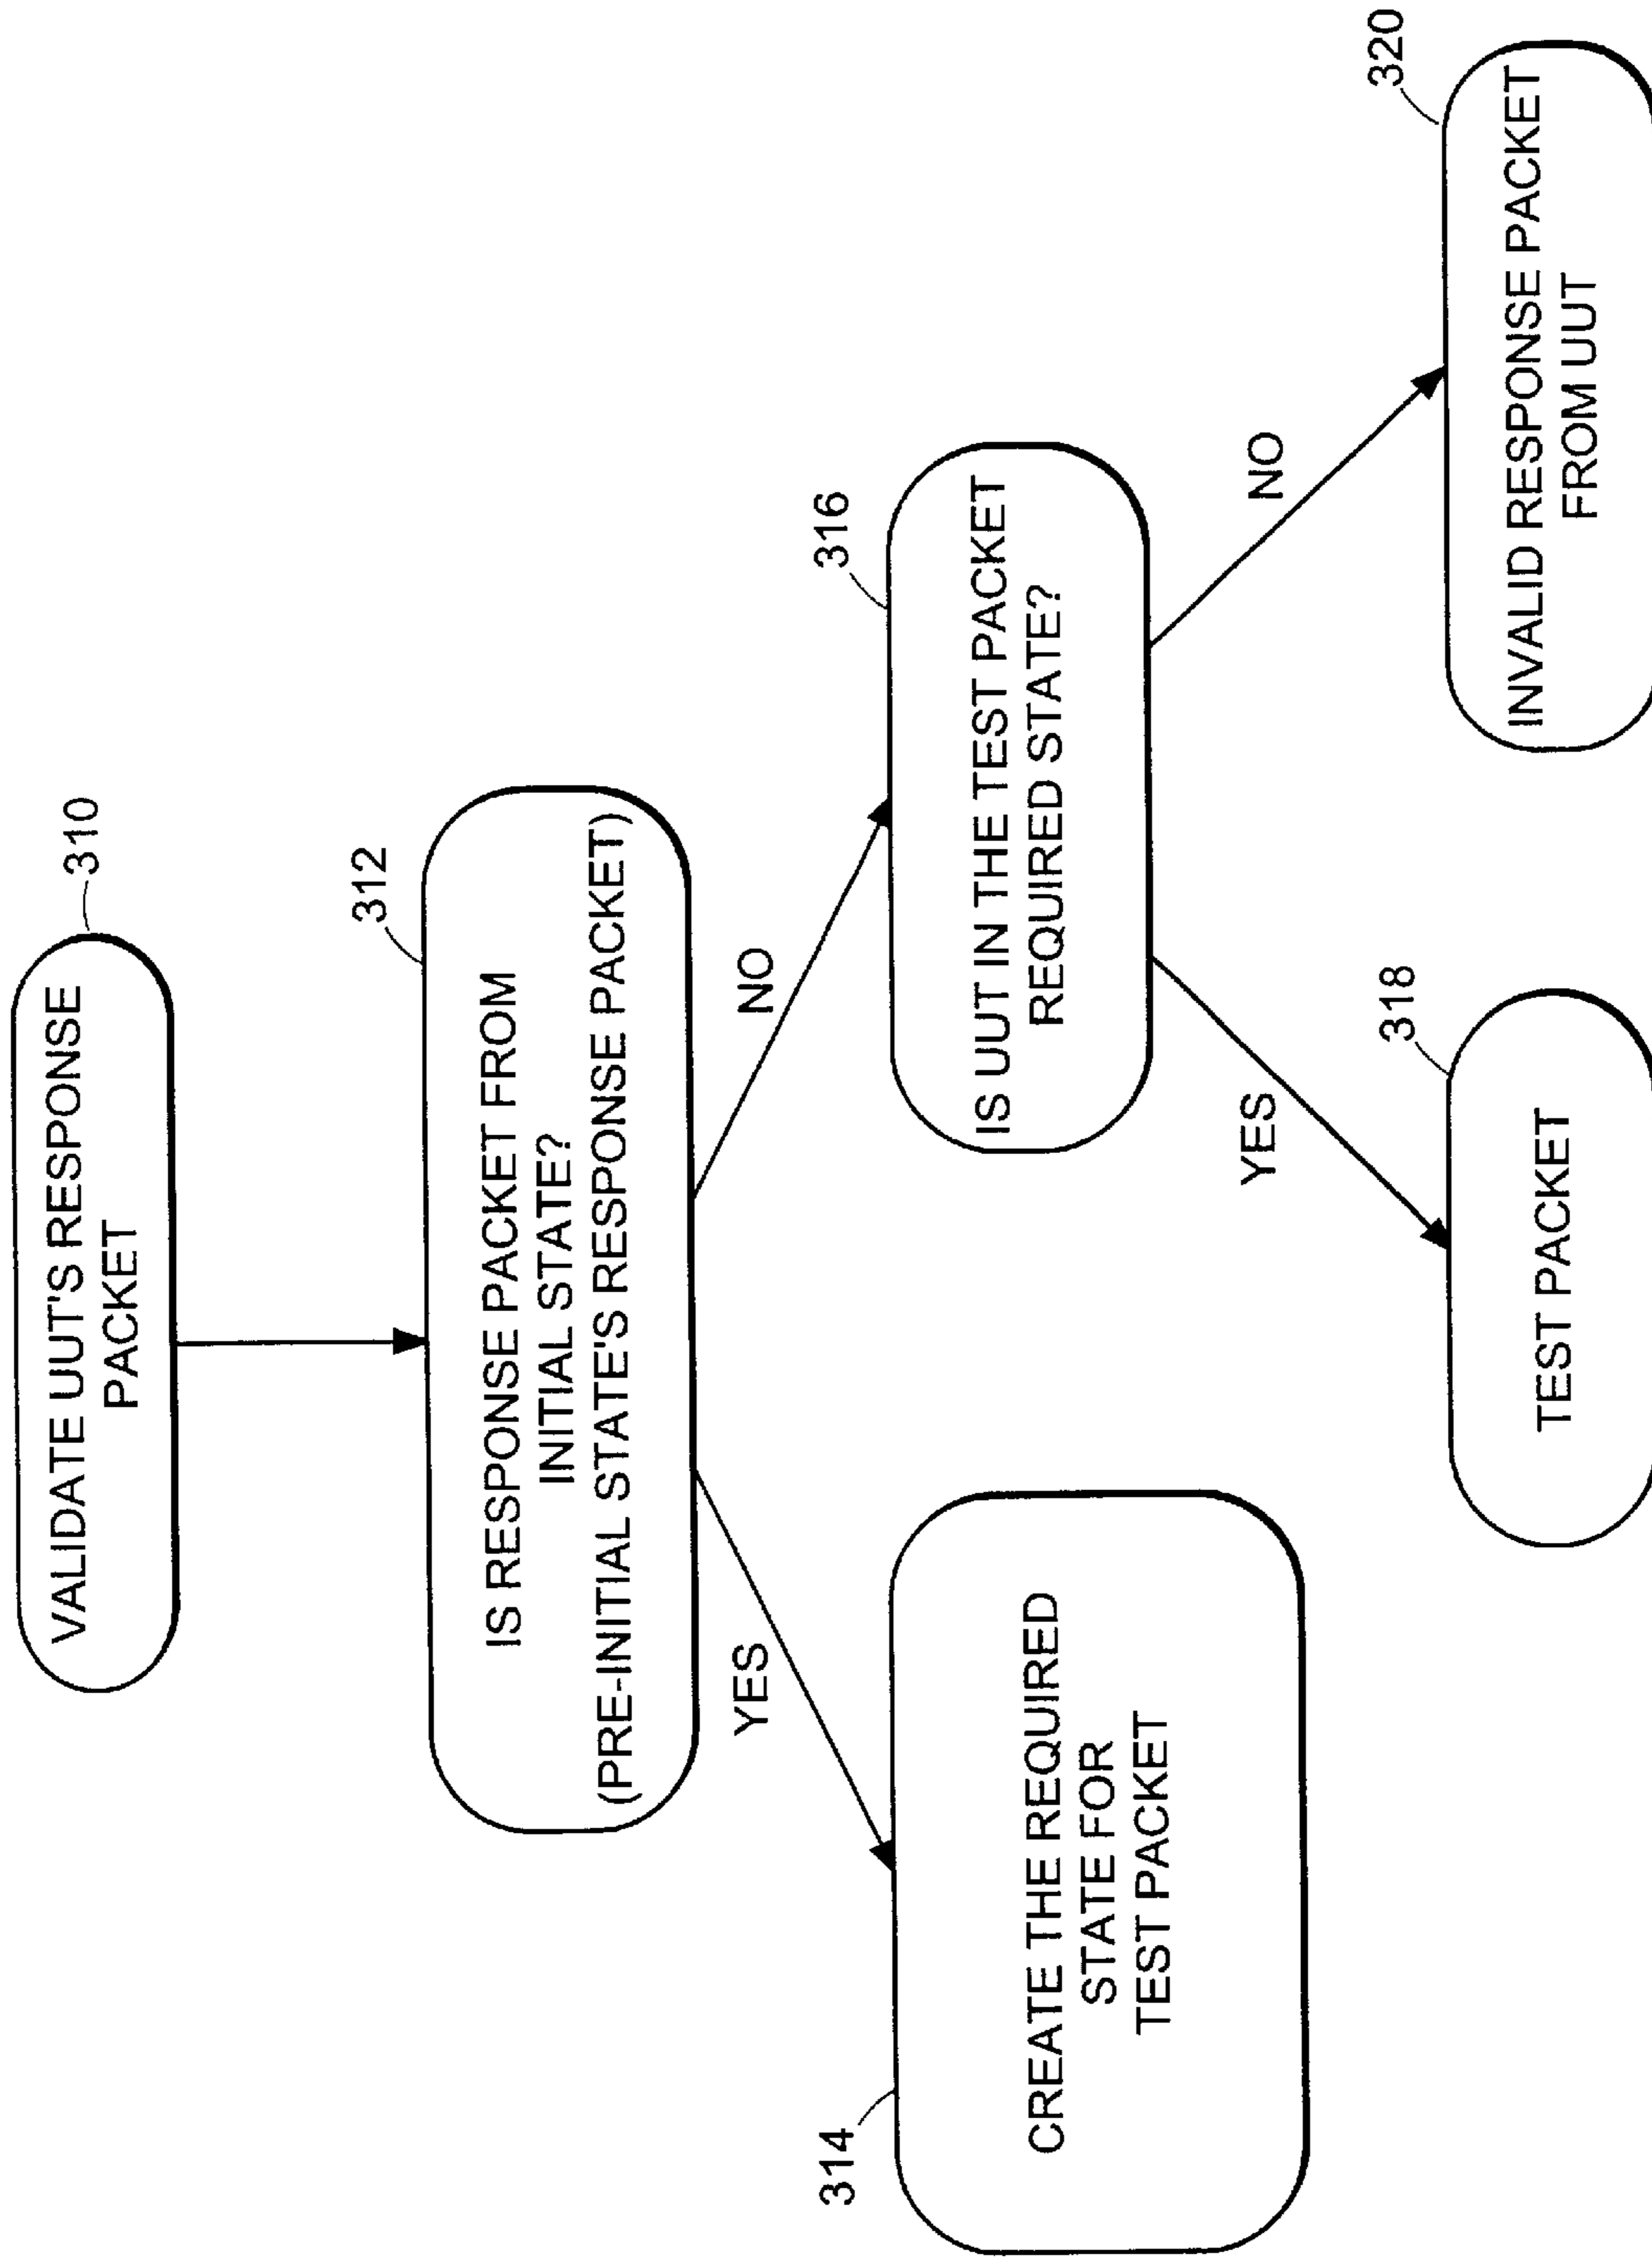 VALIDATE UUT'S RESPONSE
PACKET
310
312
IS RESPONSE PACKET FROM
INITIAL STATE?
(PRE-INITIAL STATE'S RESPONSE PACKET)
YES
NO
314
CREATE THE REQUIRED
STATE FOR
TEST PACKET
316
IS UUT IN THE TEST PACKET
REQUIRED STATE?
YES
NO
318
TEST PACKET
320
INVALID RESPONSE PACKET
FROM UUT